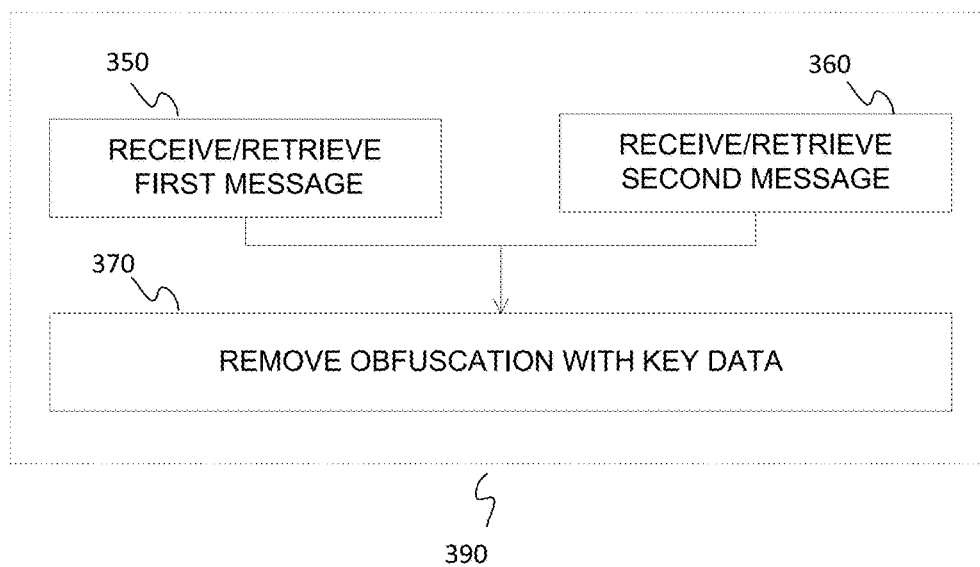 350
360
RECEIVE/RETRIEVE
FIRST MESSAGE
RECEIVE/RETRIEVE
SECOND MESSAGE
370
REMOVE OBFUSCATION WITH KEY DATA
390